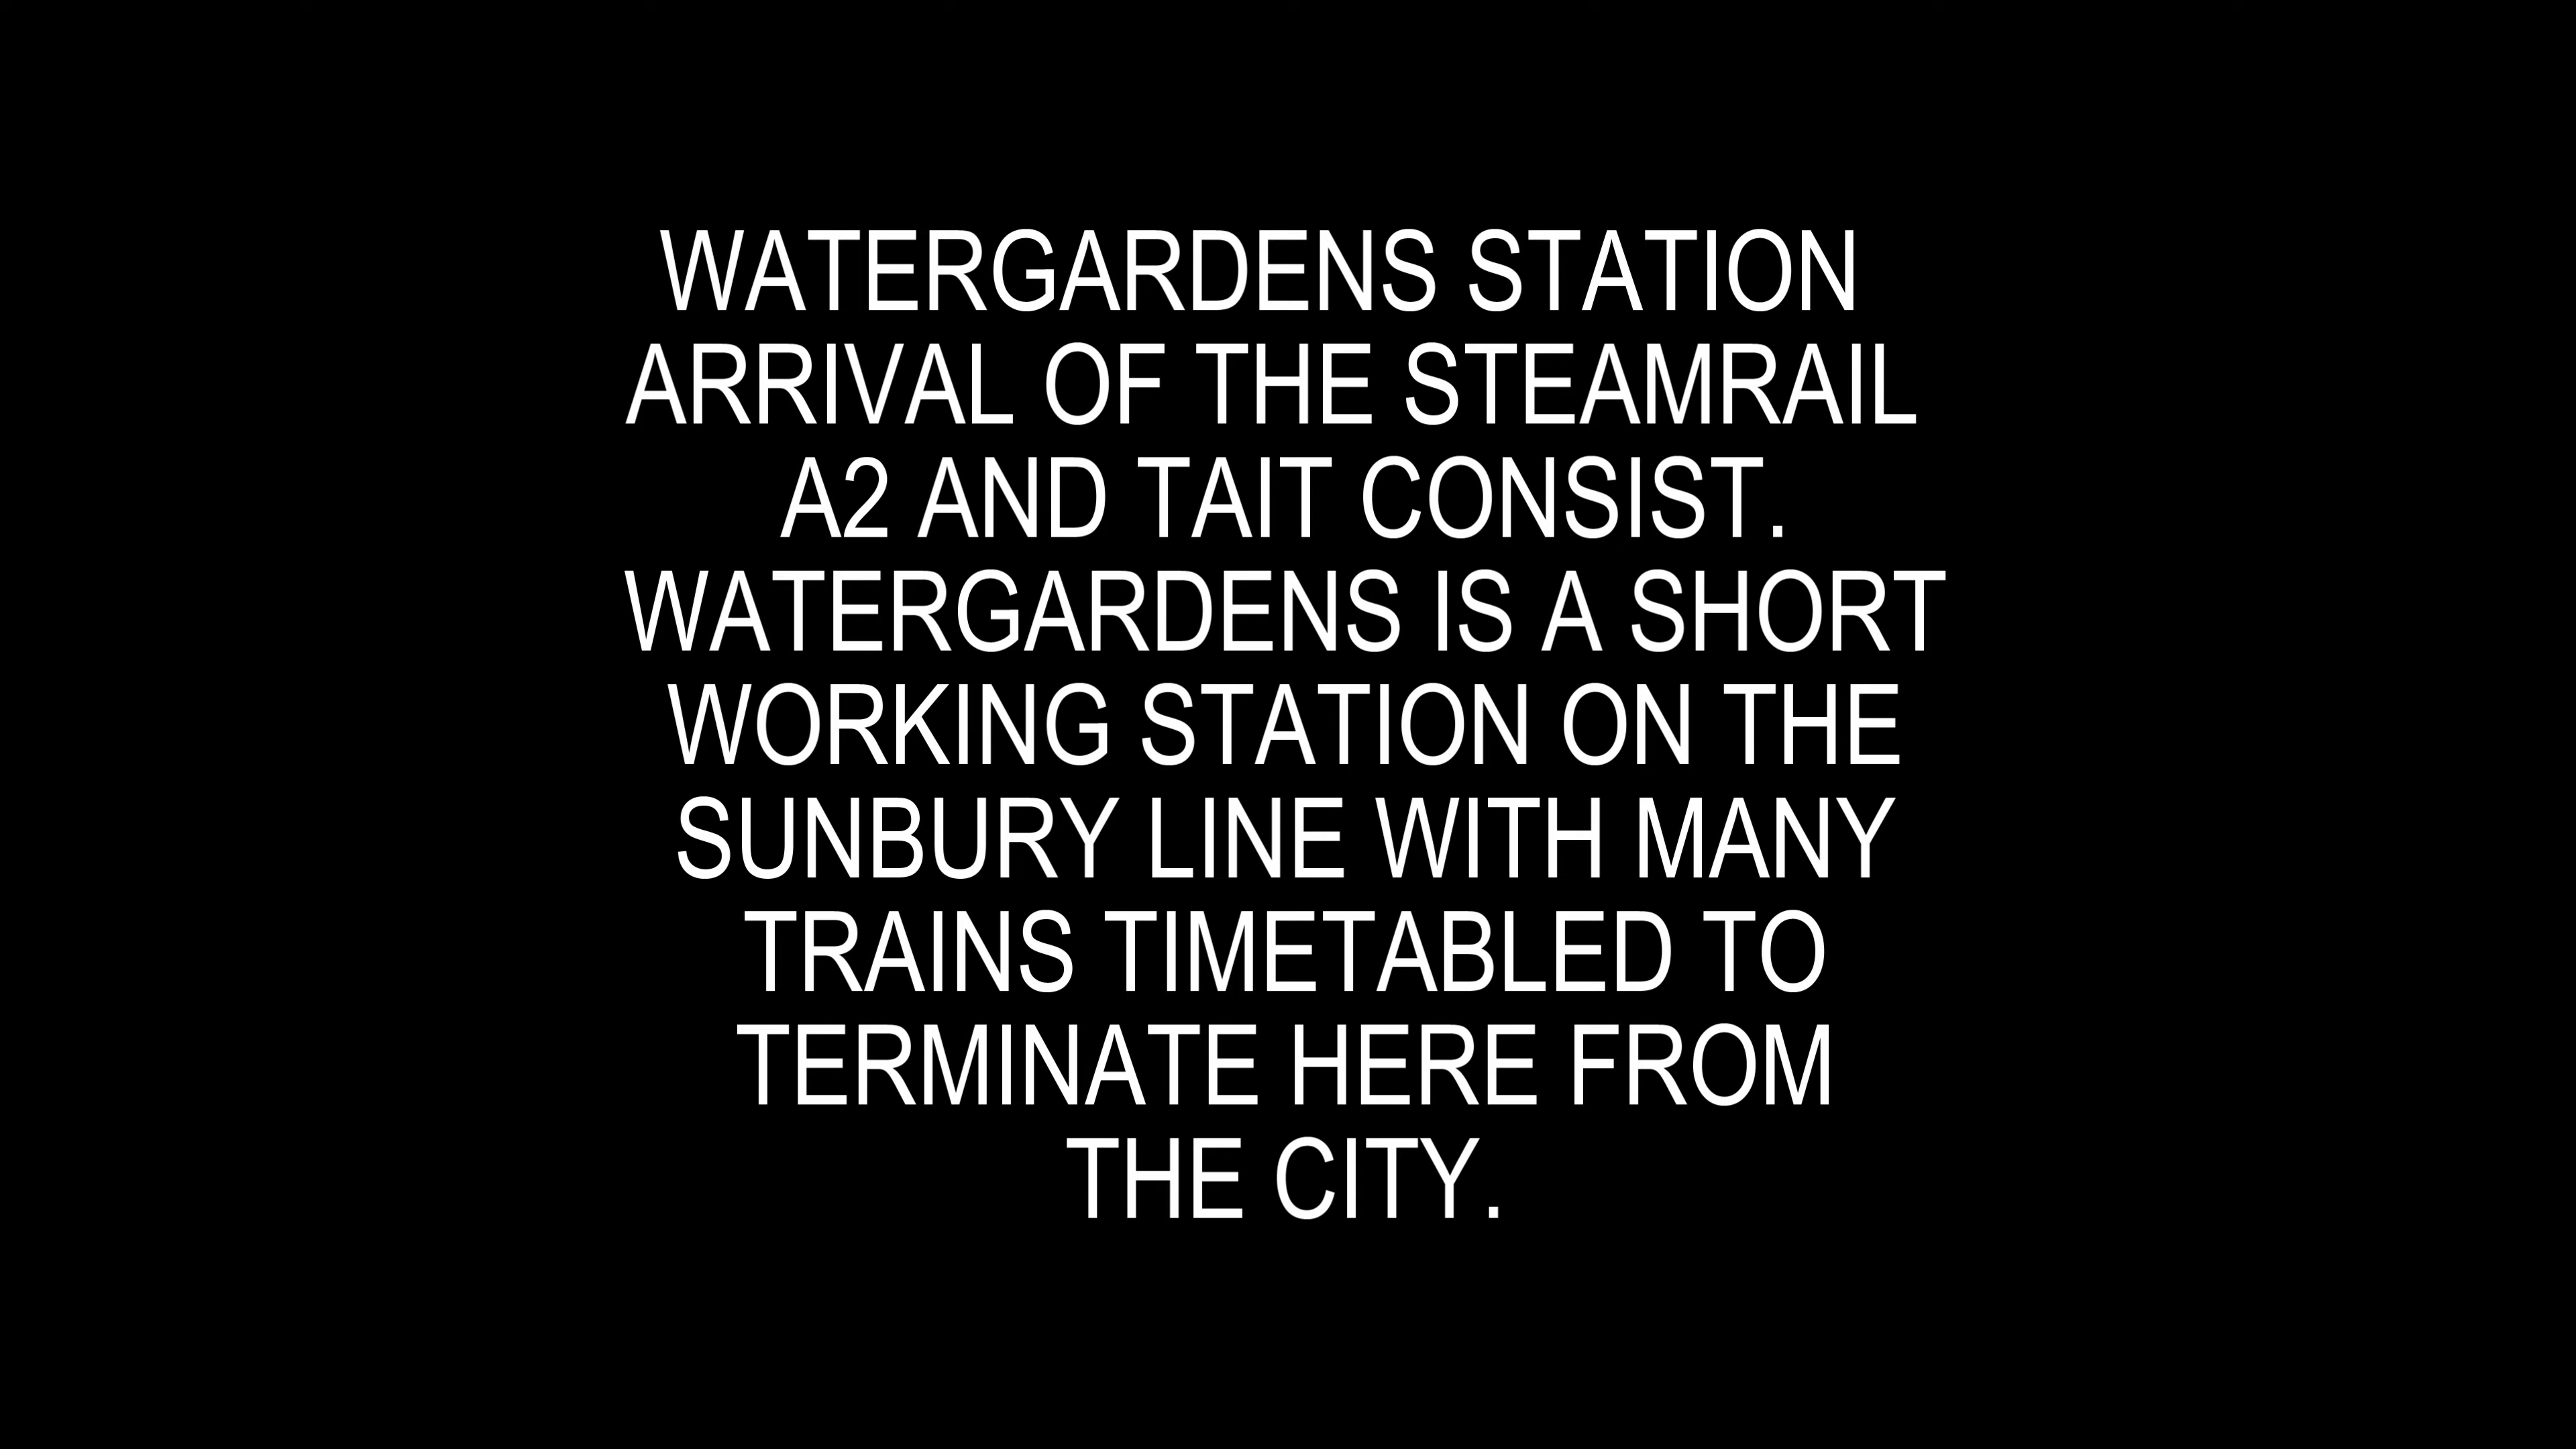 WATERGARDENS STATION
ARRIVAL OF THE STEAMRAIL
A2 AND TAIT CONSIST.
WATERGARDENS IS A SHORT
WORKING STATION ON THE
SUNBURY LINE WITH MANY
TRAINS TIMETABLED TO
TERMINATE HERE FROM
THE CITY.